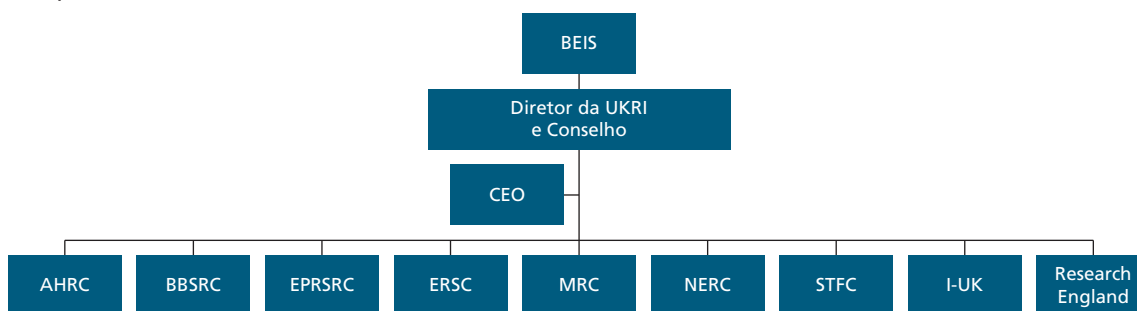 BEIS
Diretor da UKRI
e Conselho
CEO
AHRC
BBSRC
EPRSRC
ERSC
MRC
NERC
STFC
I-UK
Research
England